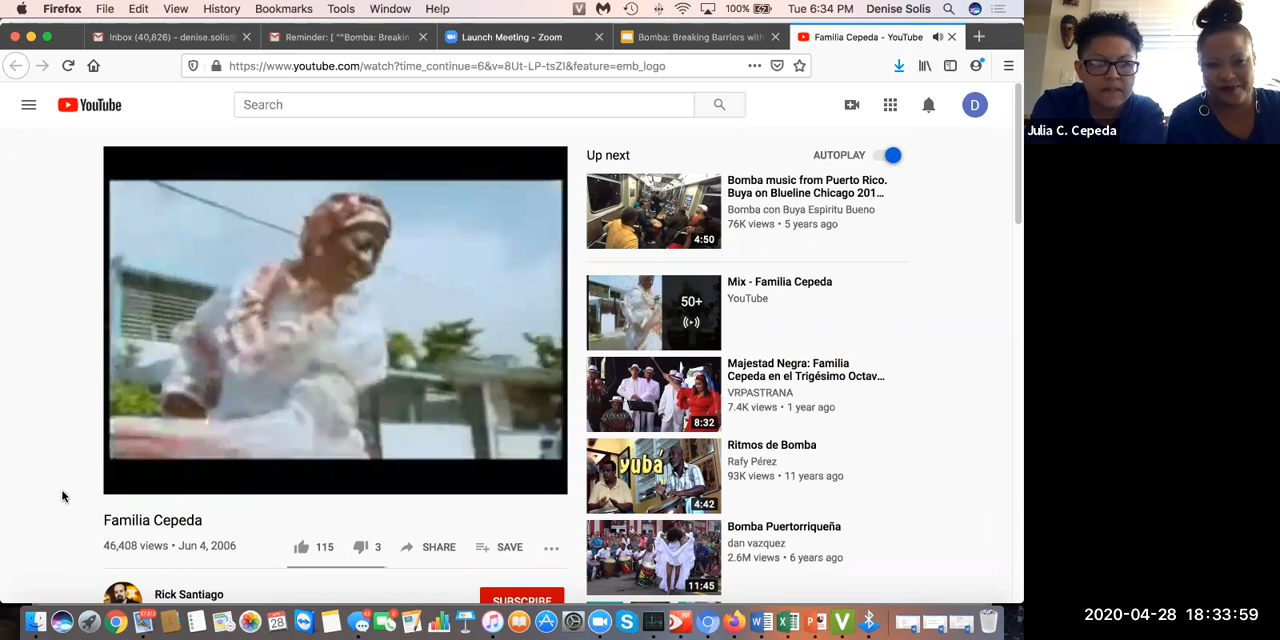 Firefox File Edit View History Bookmarks Tools Window Help 100% Tue 6:34 PM Denise Solis
Inbox (40,826) - denise.solis@ Reminder: [ ""Bomba: Breakin Launch Meeting - Zoom Bomba: Breaking Barriers with Familia Cepeda - YouTube
https://www.youtube.com/watch?time_continue=6&v=8Ut-LP-tsZI&feature=emb_logo
YouTube Search D
Julia C. Cepeda
Up next AUTOPLAY
Bomba music from Puerto Rico.
Buya on Blueline Chicago 201...
Bomba con Buya Espiritu Bueno
76K views • 5 years ago
4:50
Mix - Familia Cepeda
YouTube
50+
Majestad Negra: Familia
Cepeda en el Trigésimo Octav...
VRPASTRANA
7.4K views • 1 year ago
8:32
Ritmos de Bomba
Rafy Pérez
93K views • 11 years ago
yubá
4:42
Bomba Puertorriqueña
dan vazquez
2.6M views • 6 years ago
11:45
Familia Cepeda
46,408 views • Jun 4, 2006 115 3 SHARE SAVE
Rick Santiago SUBSCRIBE
2020-04-28 18:33:59